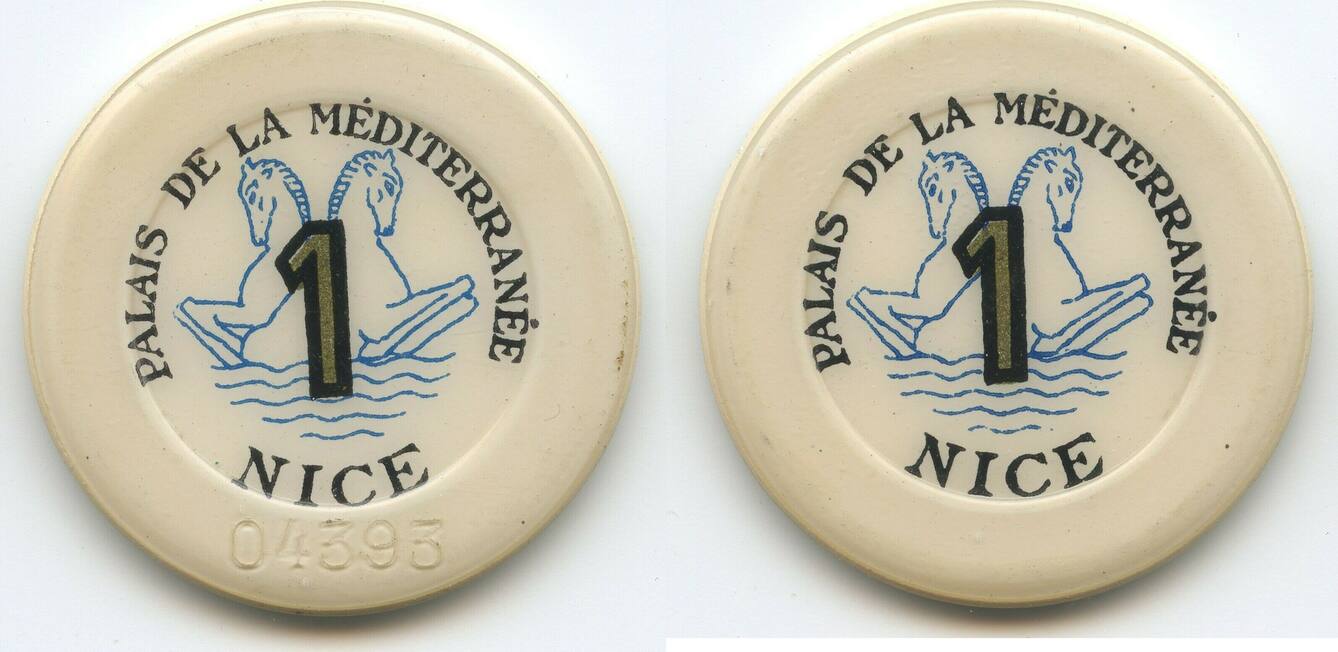 PALAIS DE LA MÉDITERRANÉE
1
NICE
04393
PALAIS DE LA MÉDITERRANÉE
1
NICE